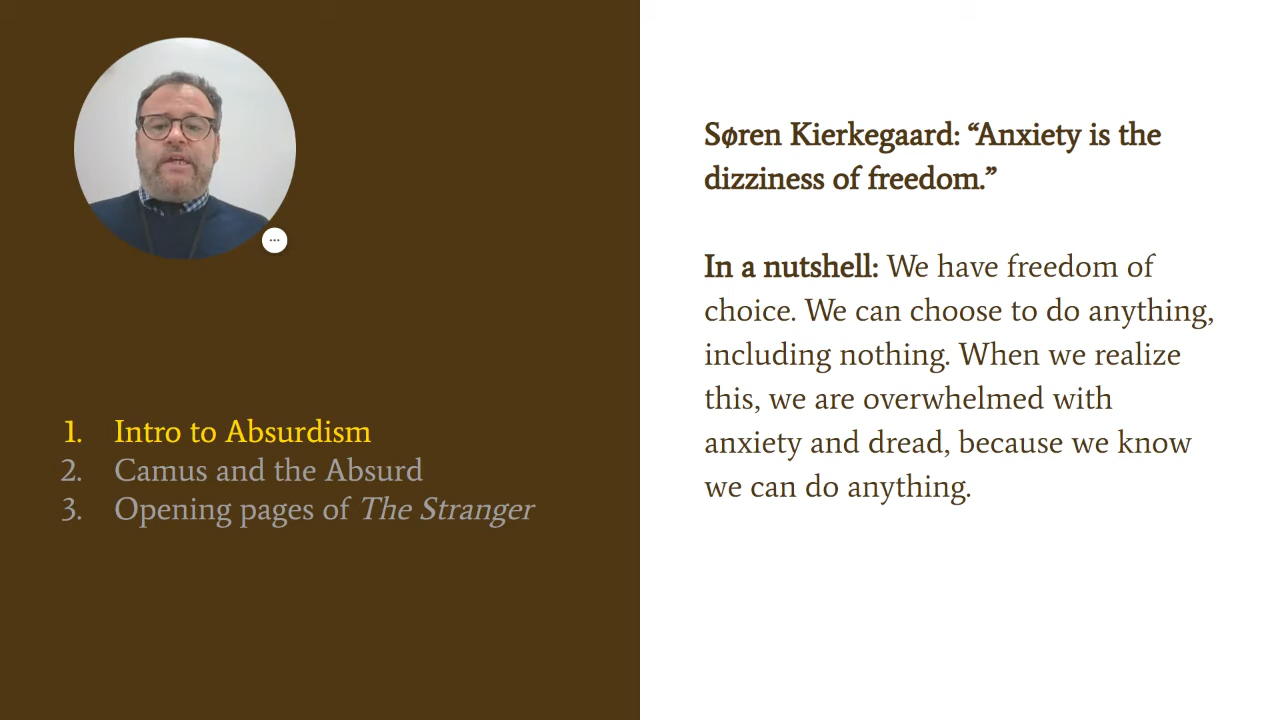 1. Intro to Absurdism
2. Camus and the Absurd
3. Opening pages of The Stranger
Søren Kierkegaard: “Anxiety is the
dizziness of freedom.”
In a nutshell: We have freedom of
choice. We can choose to do anything,
including nothing. When we realize
this, we are overwhelmed with
anxiety and dread, because we know
we can do anything.